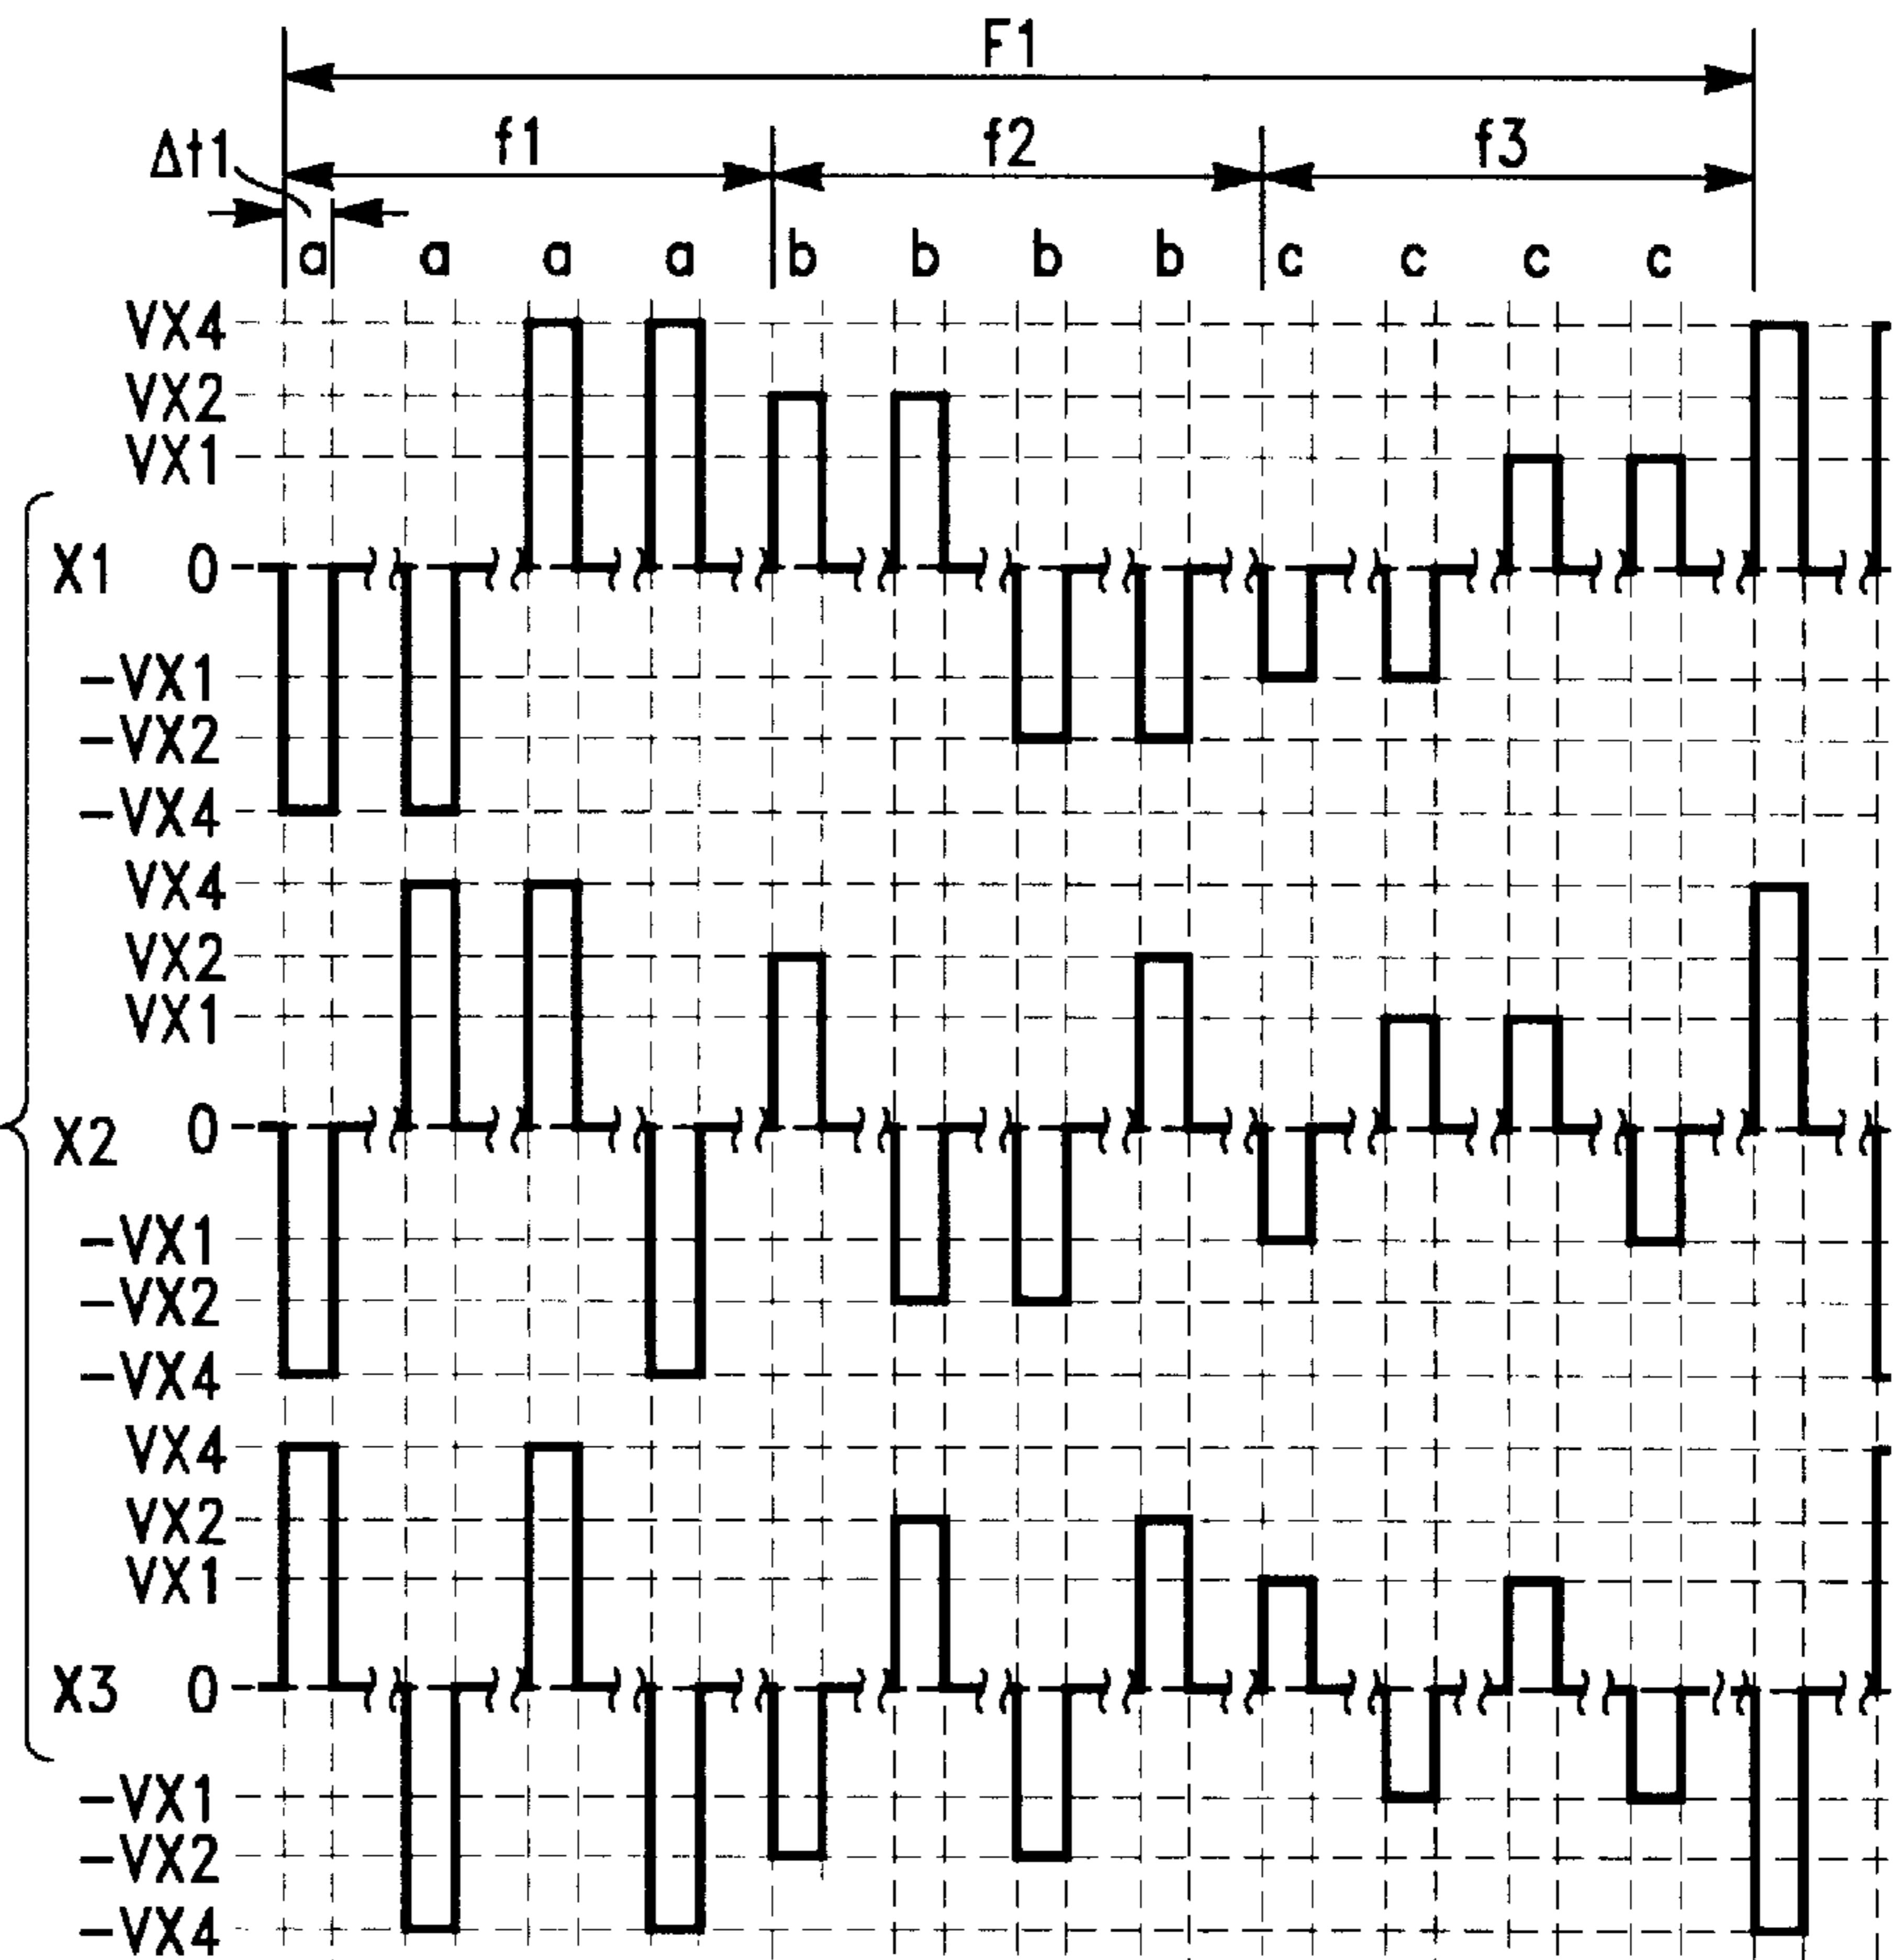 F1
Δt1 f1 f2 f3
a a a a b b b b c c c c
VX4
VX2
VX1
X1 0
-VX1
-VX2
-VX4
VX4
VX2
VX1
X2 0
-VX1
-VX2
-VX4
VX4
VX2
VX1
X3 0
-VX1
-VX2
-VX4